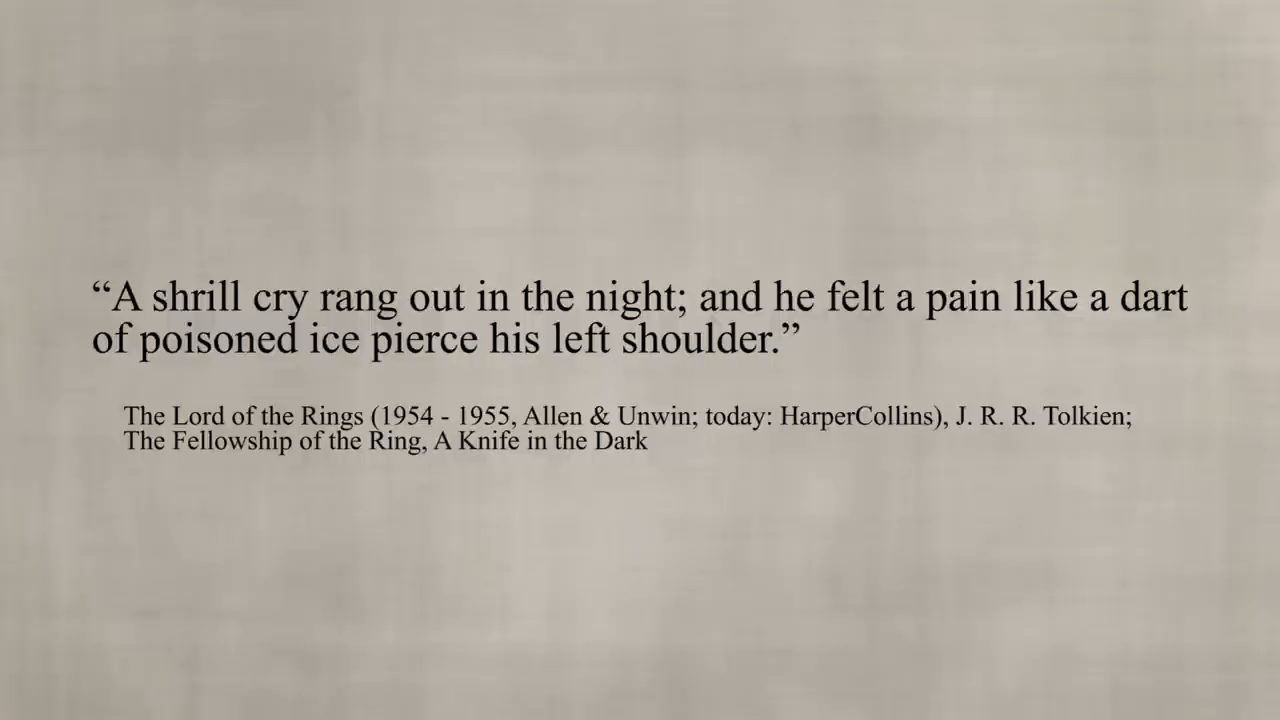 “A shrill cry rang out in the night; and he felt a pain like a dart
of poisoned ice pierce his left shoulder.”
The Lord of the Rings (1954 - 1955, Allen & Unwin; today: HarperCollins), J. R. R. Tolkien;
The Fellowship of the Ring, A Knife in the Dark